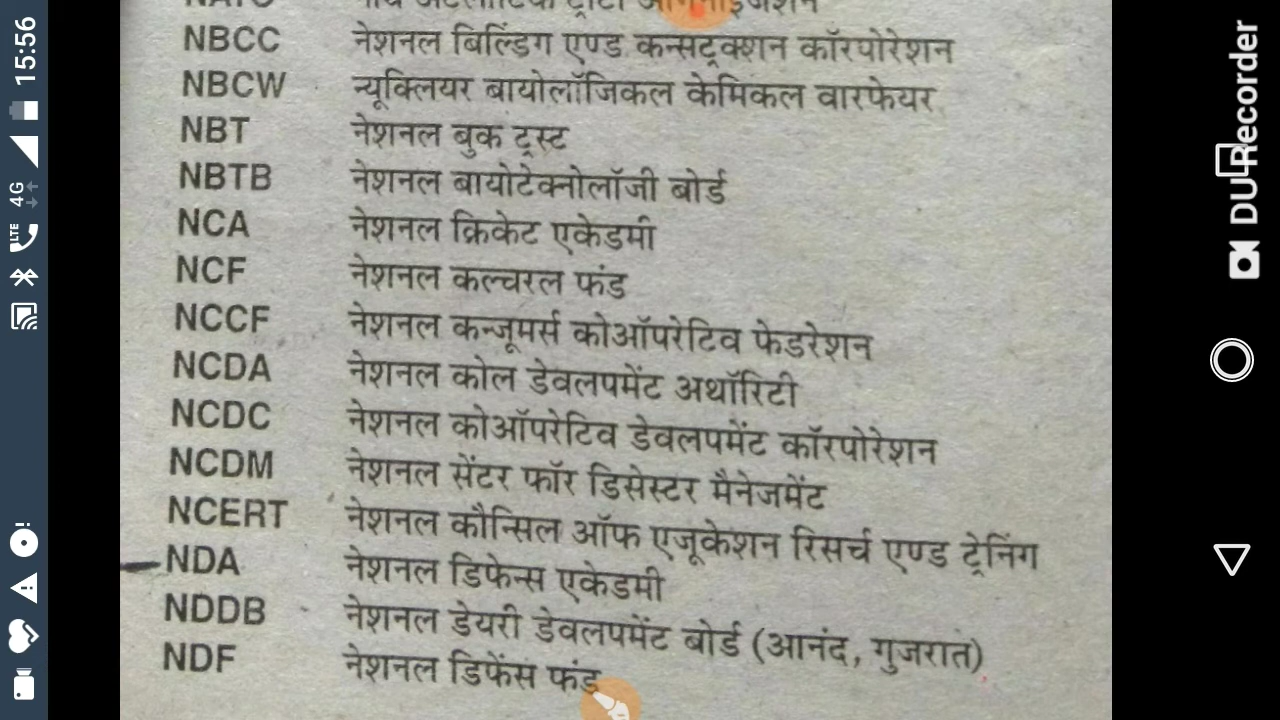 NBCC नेशनल बिल्डिंग एण्ड कन्सट्रक्शन कॉरपोरेशन
NBCW न्यूक्लियर बायोलॉजिकल केमिकल वारफेयर
NBT नेशनल बुक ट्रस्ट
NBTB नेशनल बायोटेक्नोलॉजी बोर्ड
NCA नेशनल क्रिकेट एकेडमी
NCF नेशनल कल्चरल फंड
NCCF नेशनल कन्जूमर्स कोऑपरेटिव फेडरेशन
NCDA नेशनल कोल डेवलपमेंट अथॉरिटी
NCDC नेशनल कोऑपरेटिव डेवलपमेंट कॉरपोरेशन
NCDM नेशनल सेंटर फॉर डिसेस्टर मैनेजमेंट
NCERT नेशनल कौन्सिल ऑफ एजूकेशन रिसर्च एण्ड ट्रेनिंग
NDA नेशनल डिफेन्स एकेडमी
NDDB नेशनल डेयरी डेवलपमेंट बोर्ड (आनंद, गुजरात)
NDF नेशनल डिफेंस फंड
15:56
4G
LTE
DU Recorder